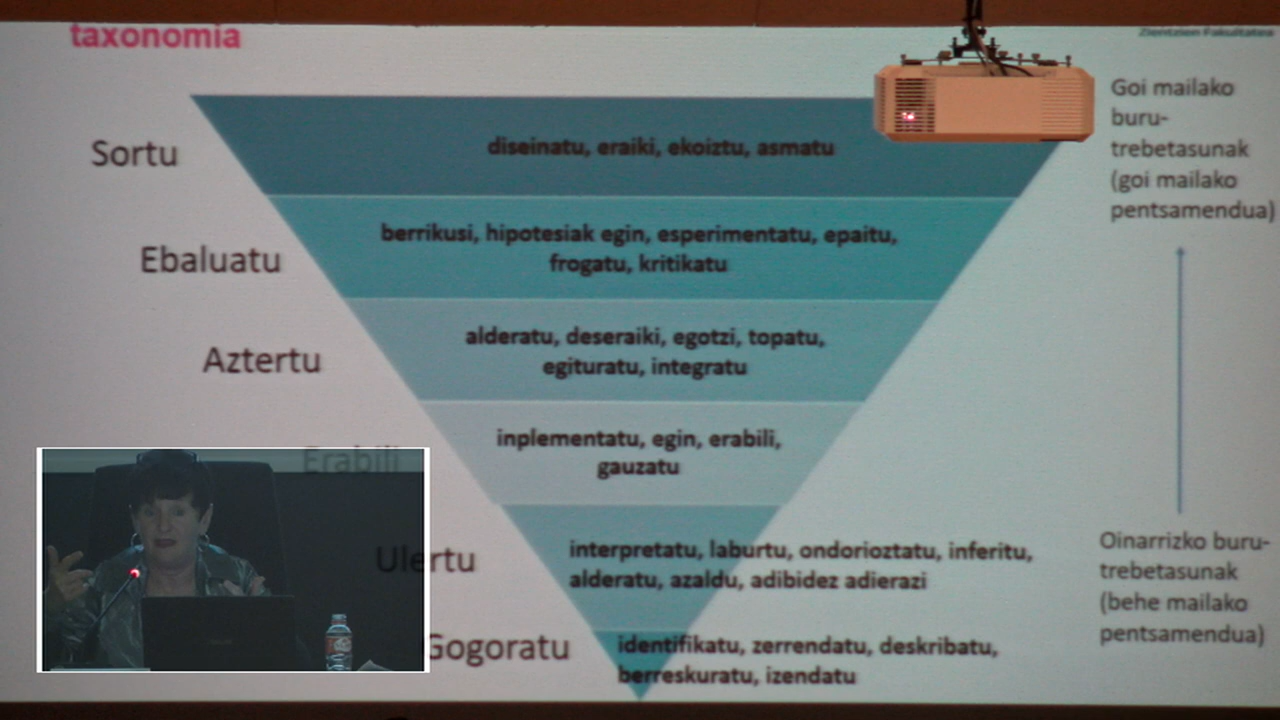 taxonomia
Zientzien Fakultatea
Goi mailako
buru-
trebetasunak
(goi mailako
pentsamendua)
Sortu
diseinatu, eraiki, ekoiztu, asmatu
Ebaluatu
berrikusi, hipotesiak egin, esperimentatu, epaitu,
frogatu, kritikatu
Aztertu
alderatu, deseraiki, egotzi, topatu,
egituratu, integratu
Erabili
inplementatu, egin, erabili,
gauzatu
Ulertu
interpretatu, laburtu, ondorioztatu, inferitu,
alderatu, azaldu, adibidez adierazi
Gogoratu
identifikatu, zerrendatu, deskribatu,
berreskuratu, izendatu
Oinarrizko buru-
trebetasunak
(behe mailako
pentsamendua)